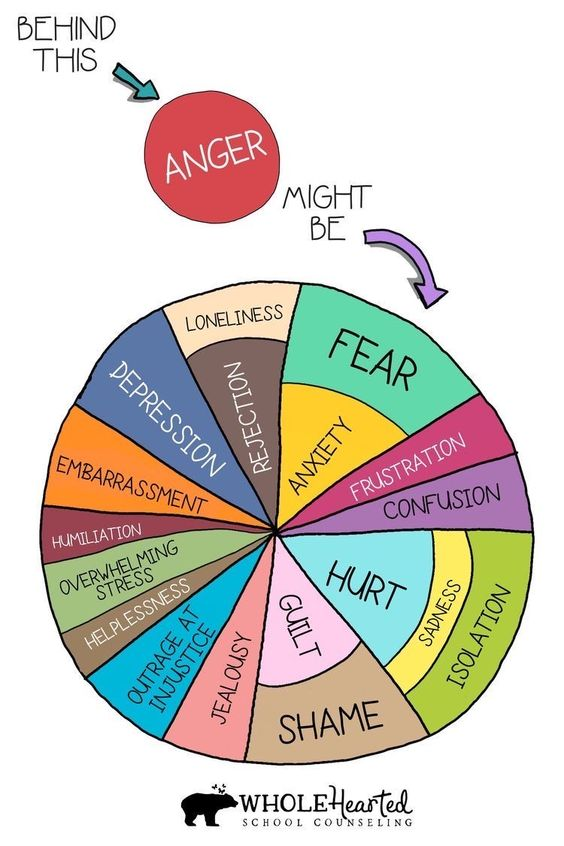 BEHIND
THIS
ANGER
MIGHT
BE
LONELINESS
REJECTION
FEAR
ANXIETY
FRUSTRATION
CONFUSION
HURT
SADNESS
ISOLATION
GUILT
SHAME
JEALOUSY
OUTRAGE AT
INJUSTICE
HELPLESSNESS
OVERWHELMING
STRESS
HUMILIATION
EMBARRASSMENT
DEPRESSION
WHOLEHearted
SCHOOL COUNSELING